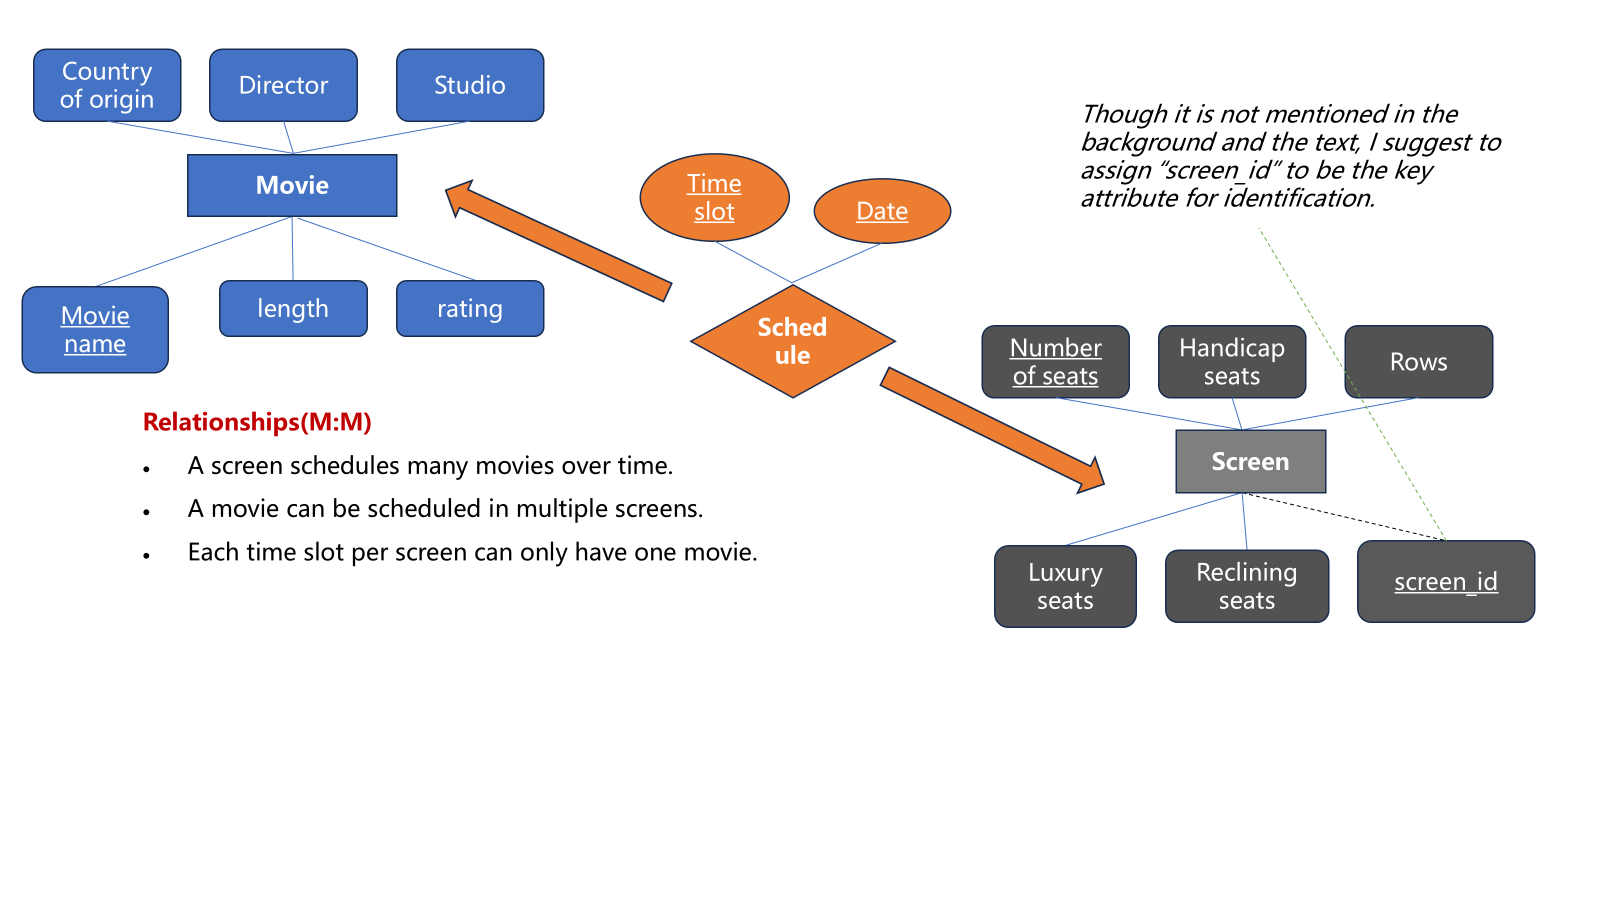 Country
of origin
Director
Studio
Movie
Movie
name
length
rating
Time
slot
Date
Sched
ule
Though it is not mentioned in the
background and the text, I suggest to
assign “screen_id” to be the key
attribute for identification.
Number
of seats
Handicap
seats
Rows
Screen
Luxury
seats
Reclining
seats
screen_id
Relationships(M:M)
• A screen schedules many movies over time.
• A movie can be scheduled in multiple screens.
• Each time slot per screen can only have one movie.